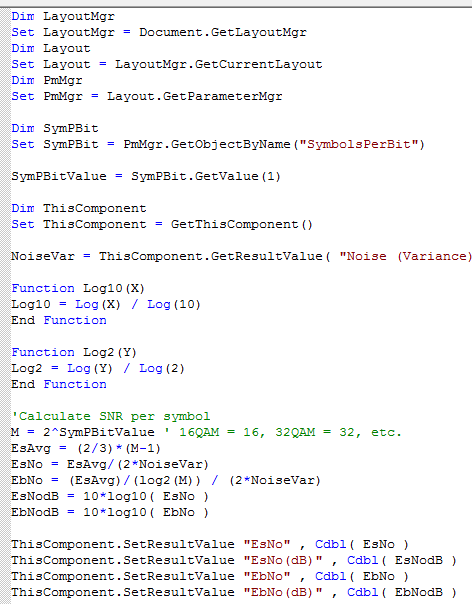 Dim LayoutMgr
Set LayoutMgr = Document.GetLayoutMgr
Dim Layout
Set Layout = LayoutMgr.GetCurrentLayout
Dim PmMgr
Set PmMgr = Layout.GetParameterMgr

Dim SymPBit
Set SymPBit = PmMgr.GetObjectByName("SymbolsPerBit")

SymPBitValue = SymPBit.GetValue(1)

Dim ThisComponent
Set ThisComponent = GetThisComponent()

NoiseVar = ThisComponent.GetResultValue( "Noise (Variance)

Function Log10(X)
Log10 = Log(X) / Log(10)
End Function

Function Log2(Y)
Log2 = Log(Y) / Log(2)
End Function

'Calculate SNR per symbol
M = 2^SymPBitValue ' 16QAM = 16, 32QAM = 32, etc.
EsAvg = (2/3)*(M-1)
EsNo = EsAvg/(2*NoiseVar)
EbNo = (EsAvg)/(log2(M)) / (2*NoiseVar)
EsNodB = 10*log10( EsNo )
EbNodB = 10*log10( EbNo )

ThisComponent.SetResultValue "EsNo" , Cdbl( EsNo )
ThisComponent.SetResultValue "EsNo(dB)" , Cdbl( EsNodB )
ThisComponent.SetResultValue "EbNo" , Cdbl( EbNo )
ThisComponent.SetResultValue "EbNo(dB)" , Cdbl( EbNodB )